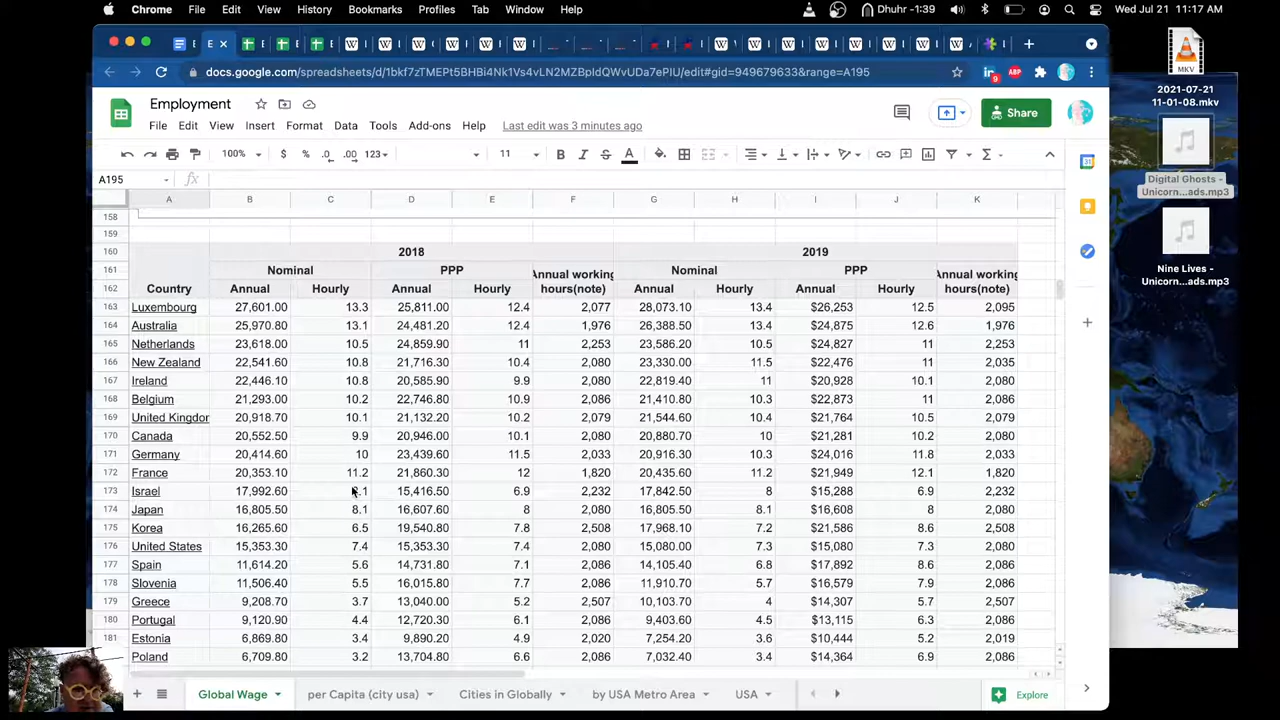 Chrome File Edit View History Bookmarks Profiles Tab Window Help Dhuhr -1:39 Wed Jul 21 11:17 AM
docs.google.com/spreadsheets/d/1bkf7zTMEPt5BHBi4Nk1Vs4vLN2MZBpldQWvUDa7ePIU/edit#gid=949679633&range=A195
Employment
File Edit View Insert Format Data Tools Add-ons Help Last edit was 3 minutes ago
Share
100% $ % .0 .00 123 11 B I S A
A195
A B C D E F G H I J K
158
159
160 2018 2019
161 Nominal PPP Annual working Nominal PPP Annual working
162 Country Annual Hourly Annual Hourly hours(note) Annual Hourly Annual Hourly hours(note)
163 Luxembourg 27,601.00 13.3 25,811.00 12.4 2,077 28,073.10 13.4 $26,253 12.5 2,095
164 Australia 25,970.80 13.1 24,481.20 12.4 1,976 26,388.50 13.4 $24,875 12.6 1,976
165 Netherlands 23,618.00 10.5 24,859.90 11 2,253 23,586.20 10.5 $24,827 11 2,253
166 New Zealand 22,541.60 10.8 21,716.30 10.4 2,080 23,330.00 11.5 $22,476 11 2,035
167 Ireland 22,446.10 10.8 20,585.90 9.9 2,080 22,819.40 11 $20,928 10.1 2,080
168 Belgium 21,293.00 10.2 22,746.80 10.9 2,086 21,410.80 10.3 $22,873 11 2,086
169 United Kingdor 20,918.70 10.1 21,132.20 10.2 2,079 21,544.60 10.4 $21,764 10.5 2,079
170 Canada 20,552.50 9.9 20,946.00 10.1 2,080 20,880.70 10 $21,281 10.2 2,080
171 Germany 20,414.60 10 23,439.60 11.5 2,033 20,916.30 10.3 $24,016 11.8 2,033
172 France 20,353.10 11.2 21,860.30 12 1,820 20,435.60 11.2 $21,949 12.1 1,820
173 Israel 17,992.60 .1 15,416.50 6.9 2,232 17,842.50 8 $15,288 6.9 2,232
174 Japan 16,805.50 8.1 16,607.60 8 2,080 16,805.50 8.1 $16,608 8 2,080
175 Korea 16,265.60 6.5 19,540.80 7.8 2,508 17,968.10 7.2 $21,586 8.6 2,508
176 United States 15,353.30 7.4 15,353.30 7.4 2,080 15,080.00 7.3 $15,080 7.3 2,080
177 Spain 11,614.20 5.6 14,731.80 7.1 2,086 14,105.40 6.8 $17,892 8.6 2,086
178 Slovenia 11,506.40 5.5 16,015.80 7.7 2,086 11,910.70 5.7 $16,579 7.9 2,086
179 Greece 9,208.70 3.7 13,040.00 5.2 2,507 10,103.70 4 $14,307 5.7 2,507
180 Portugal 9,120.90 4.4 12,720.30 6.1 2,086 9,403.60 4.5 $13,115 6.3 2,086
181 Estonia 6,869.80 3.4 9,890.20 4.9 2,020 7,254.20 3.6 $10,444 5.2 2,019
Poland 6,709.80 3.2 13,704.80 6.6 2,086 7,032.40 3.4 $14,364 6.9 2,086
Global Wage per Capita (city usa) Cities in Globally by USA Metro Area USA Explore
MKV
2021-07-21
11-01-08.mkv
Digital Ghosts -
Unicorn...ads.mp3
Nine Lives -
Unicorn...ads.mp3